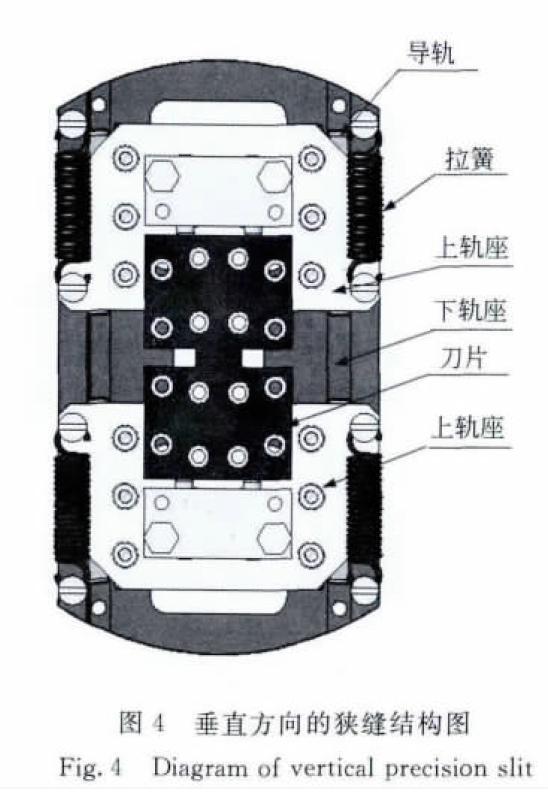 导轨
拉簧
上轨座
下轨座
刀片
上轨座
图 4 垂直方向的狭缝结构图
Fig. 4 Diagram of vertical precision slit